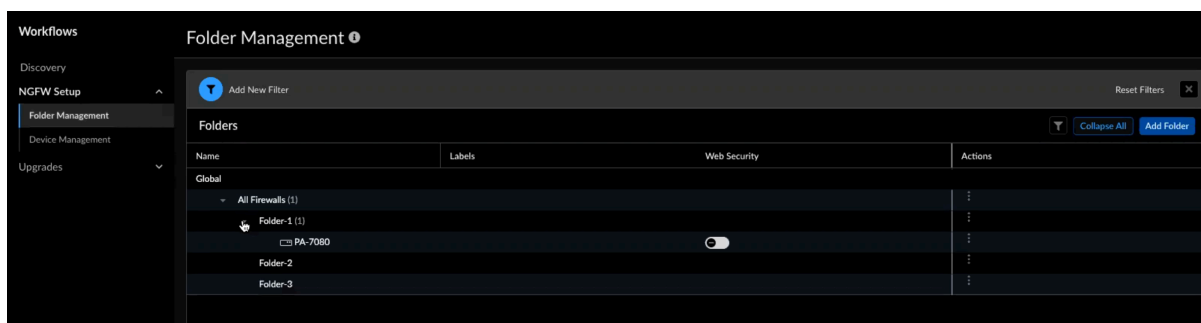 Workflows
Folder Management
Discovery
NGFW Setup
Add New Filter
Reset Filters
Folder Management
Folders
Collapse All
Add Folder
Device Management
Name
Labels
Web Security
Actions
Upgrades
Global
All Firewalls (1)
Folder-1 (1)
PA-7080
Folder-2
Folder-3